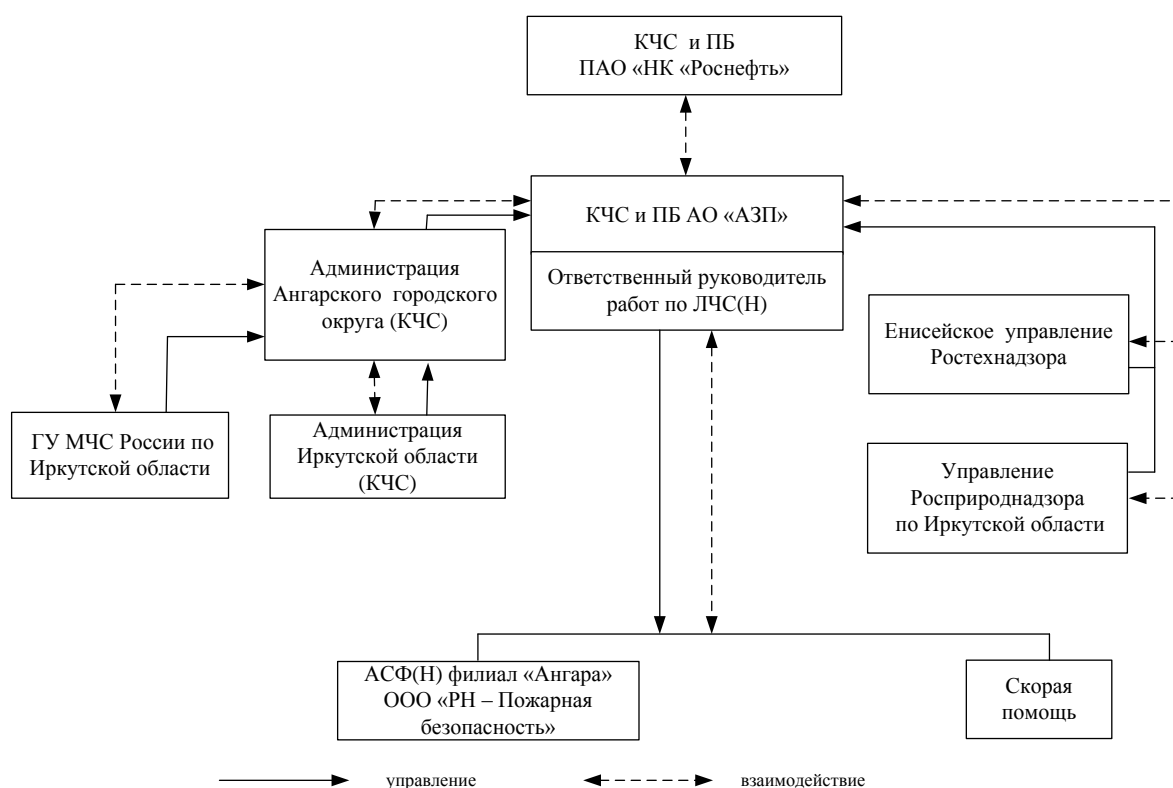 КЧС и ПБ
ПАО «НК «Роснефть»
КЧС и ПБ АО «АЗП»
Ответственный руководитель
работ по ЛЧС(Н)
Администрация
Ангарского городского
округа (КЧС)
Енисейское управление
Ростехнадзора
ГУ МЧС России по
Иркутской области
Администрация
Иркутской области
(КЧС)
Управление
Росприроднадзора
по Иркутской области
АСФ(Н) филиал «Ангара»
ООО «РН – Пожарная
безопасность»
Скорая
помощь
управление
взаимодействие